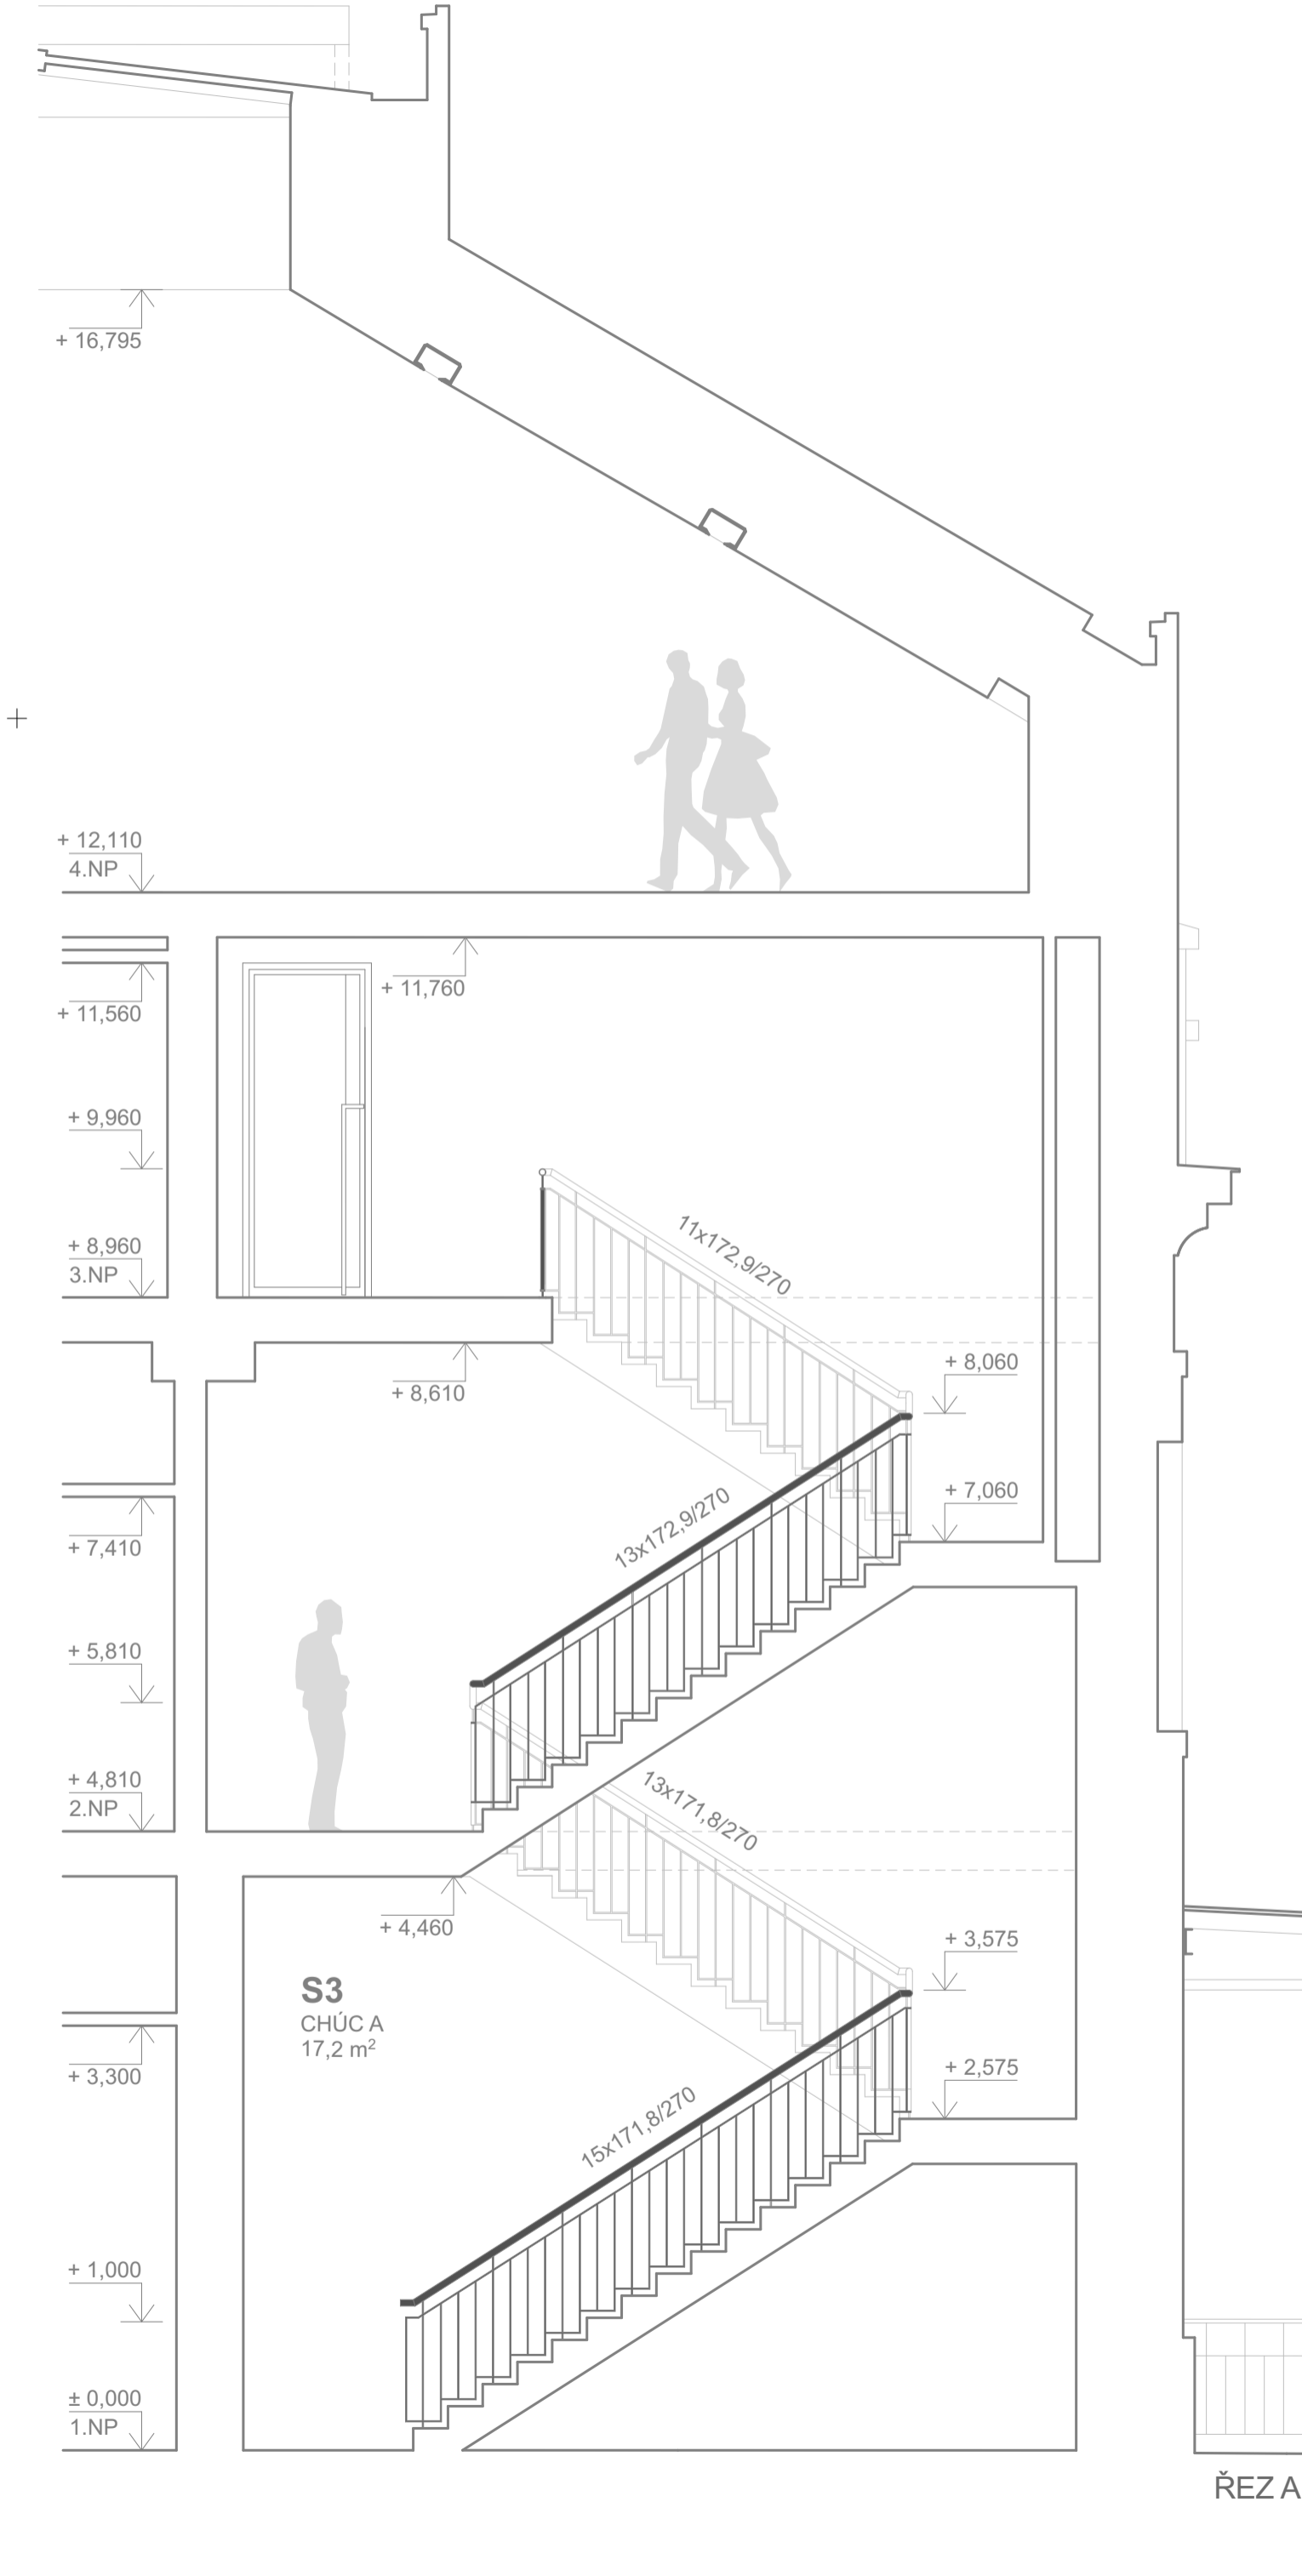 + 16,795
+ 12,110
4.NP
+ 11,760
+ 11,560
+ 9,960
11x172,9/270
+ 8,960
3.NP
+ 8,060
+ 8,610
+ 7,060
13x172,9/270
+ 7,410
+ 5,810
+ 4,810
2.NP
13x171,8/270
+ 4,460
+ 3,575
S3
CHÚC A
17,2 m²
+ 3,300
+ 2,575
15x171,8/270
+ 1,000
± 0,000
1.NP
ŘEZ A